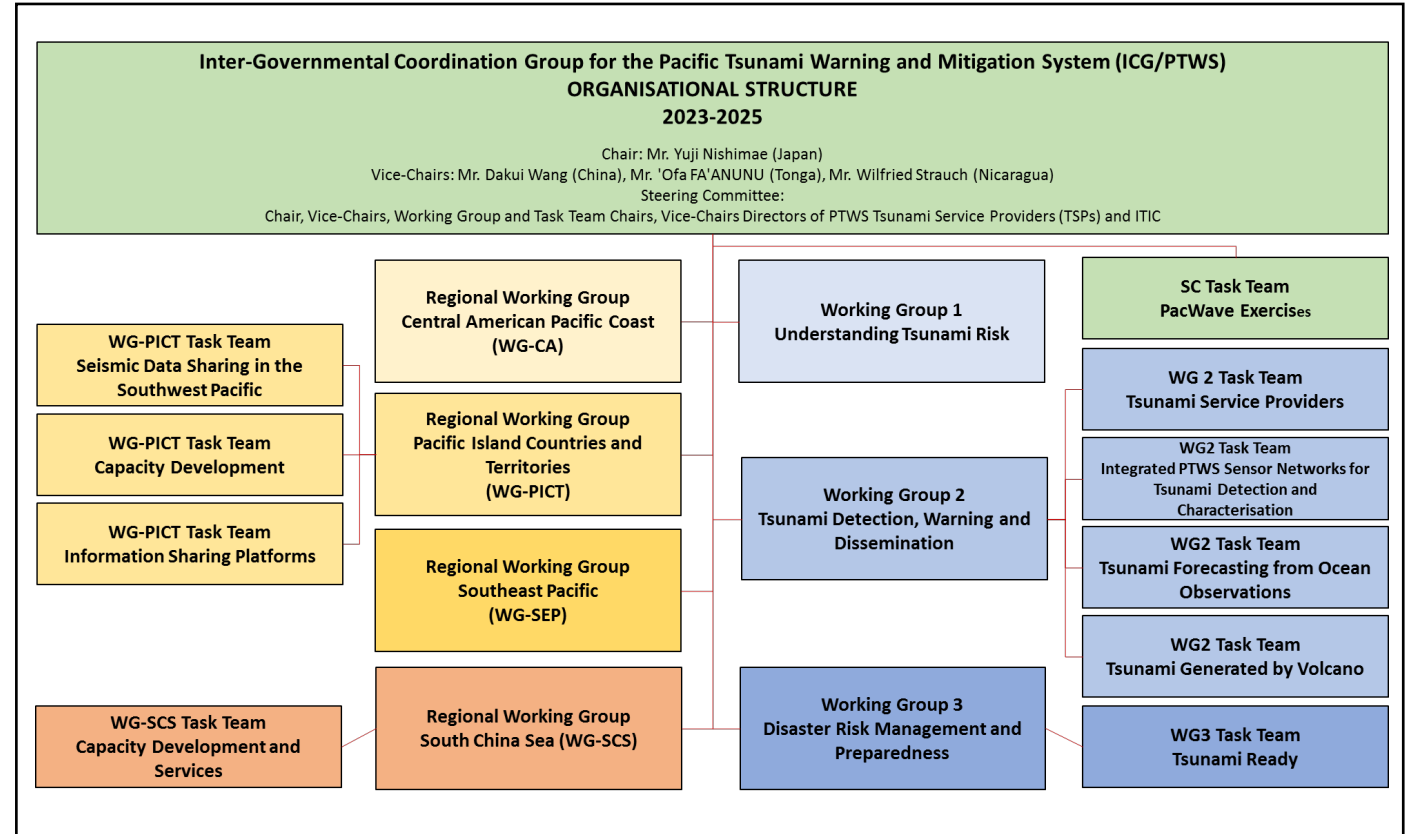 Inter-Governmental Coordination Group for the Pacific Tsunami Warning and Mitigation System (ICG/PTWS)
ORGANISATIONAL STRUCTURE
2023-2025
Chair: Mr. Yuji Nishimae (Japan)
Vice-Chairs: Mr. Dakui Wang (China), Mr. 'Ofa FA'ANUNU (Tonga), Mr. Wilfried Strauch (Nicaragua)
Steering Committee:
Chair, Vice-Chairs, Working Group and Task Team Chairs, Vice-Chairs Directors of PTWS Tsunami Service Providers (TSPs) and ITIC
WG-PICT Task Team
Seismic Data Sharing in the
Southwest Pacific
WG-PICT Task Team
Capacity Development
WG-PICT Task Team
Information Sharing Platforms
WG-SCS Task Team
Capacity Development and
Services
Regional Working Group
Central American Pacific Coast
(WG-CA)
Regional Working Group
Pacific Island Countries and
Territories
(WG-PICT)
Regional Working Group
Southeast Pacific
(WG-SEP)
Regional Working Group
South China Sea (WG-SCS)
Working Group 1
Understanding Tsunami Risk
Working Group 2
Tsunami Detection, Warning and
Dissemination
Working Group 3
Disaster Risk Management and
Preparedness
SC Task Team
PacWave Exercises
WG 2 Task Team
Tsunami Service Providers
WG2 Task Team
Integrated PTWS Sensor Networks for
Tsunami Detection and
Characterisation
WG2 Task Team
Tsunami Forecasting from Ocean
Observations
WG2 Task Team
Tsunami Generated by Volcano
WG3 Task Team
Tsunami Ready